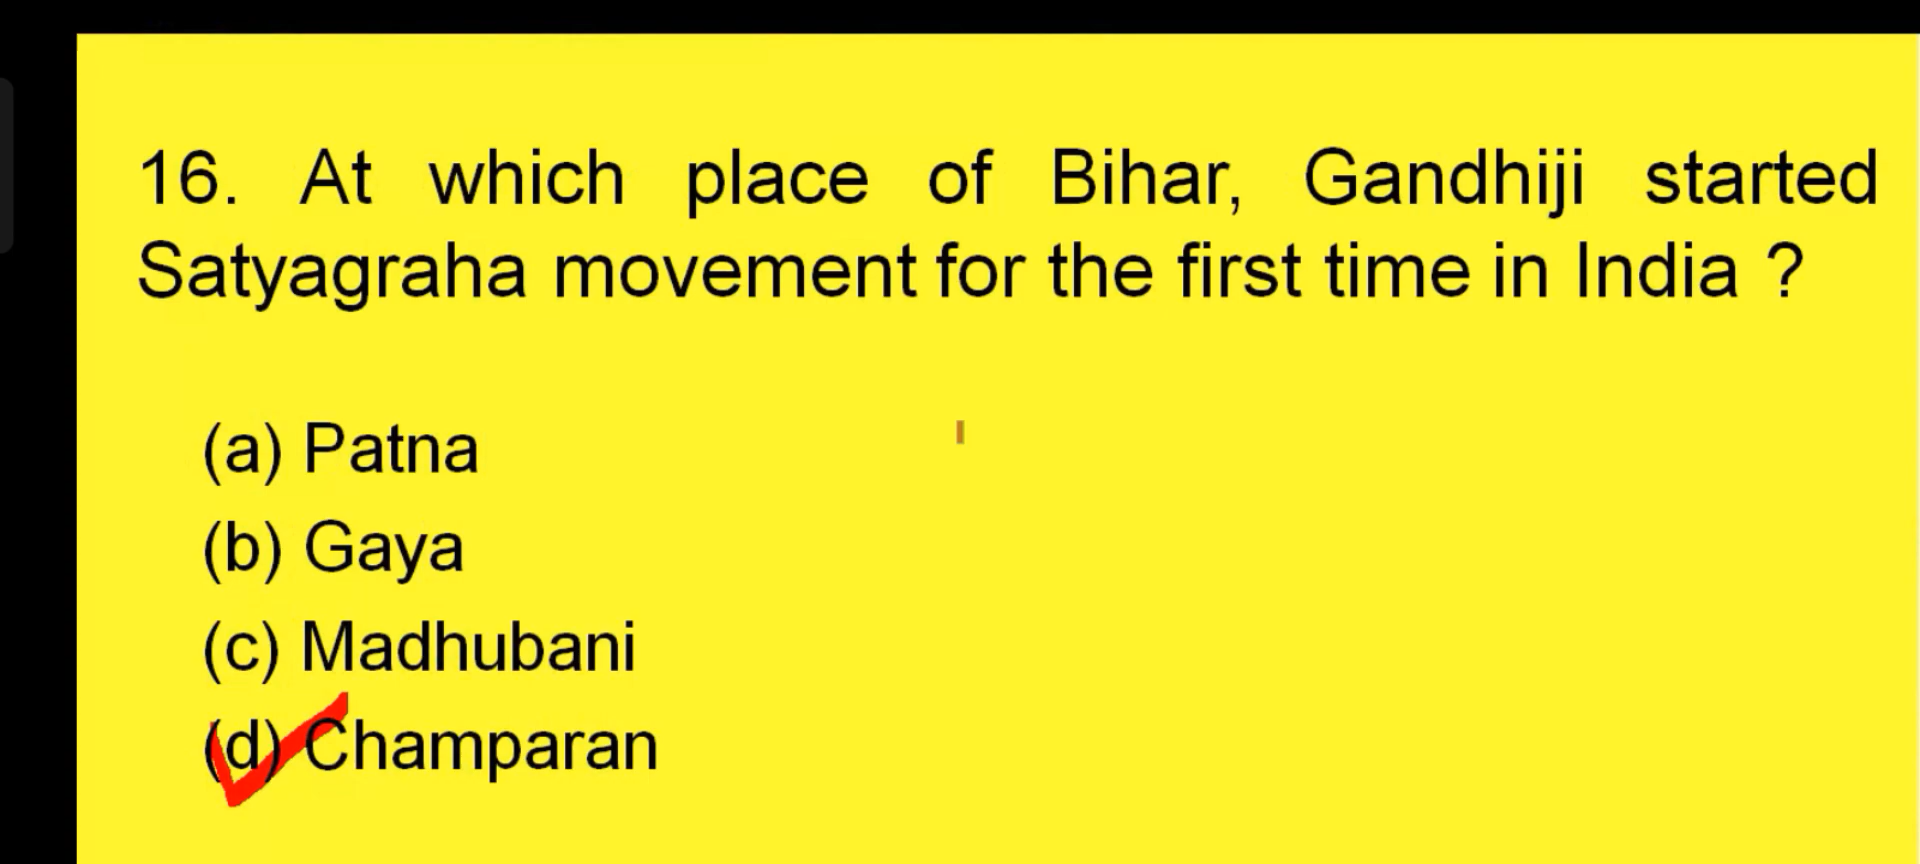 16. At which place of Bihar, Gandhiji started
Satyagraha movement for the first time in India ?
(a) Patna
(b) Gaya
(c) Madhubani
(d) Champaran